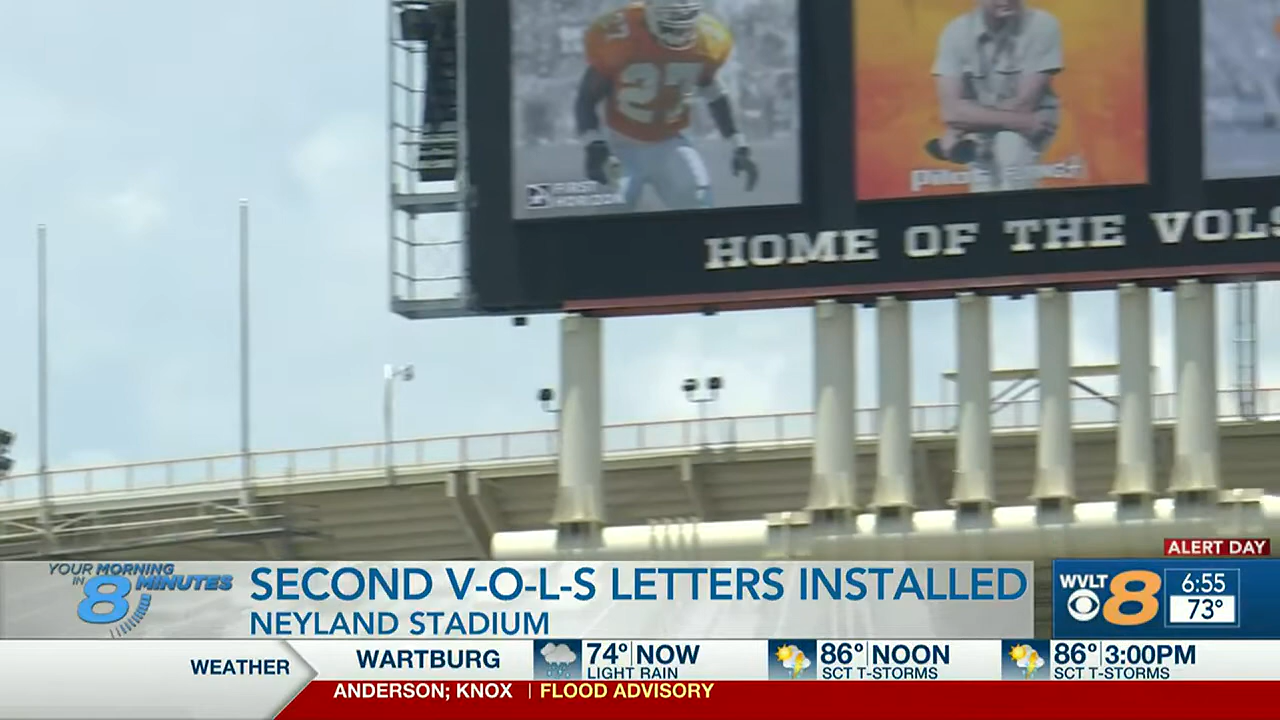 27
FIRST
HORIZON
HOME OF THE VOLS
ALERT DAY
YOUR MORNING
IN 8 MINUTES
SECOND V-O-L-S LETTERS INSTALLED
NEYLAND STADIUM
WVLT 8
6:55
73°
WEATHER
WARTBURG
74° NOW
LIGHT RAIN
86° NOON
SCT T-STORMS
86° 3:00PM
SCT T-STORMS
ANDERSON; KNOX | FLOOD ADVISORY